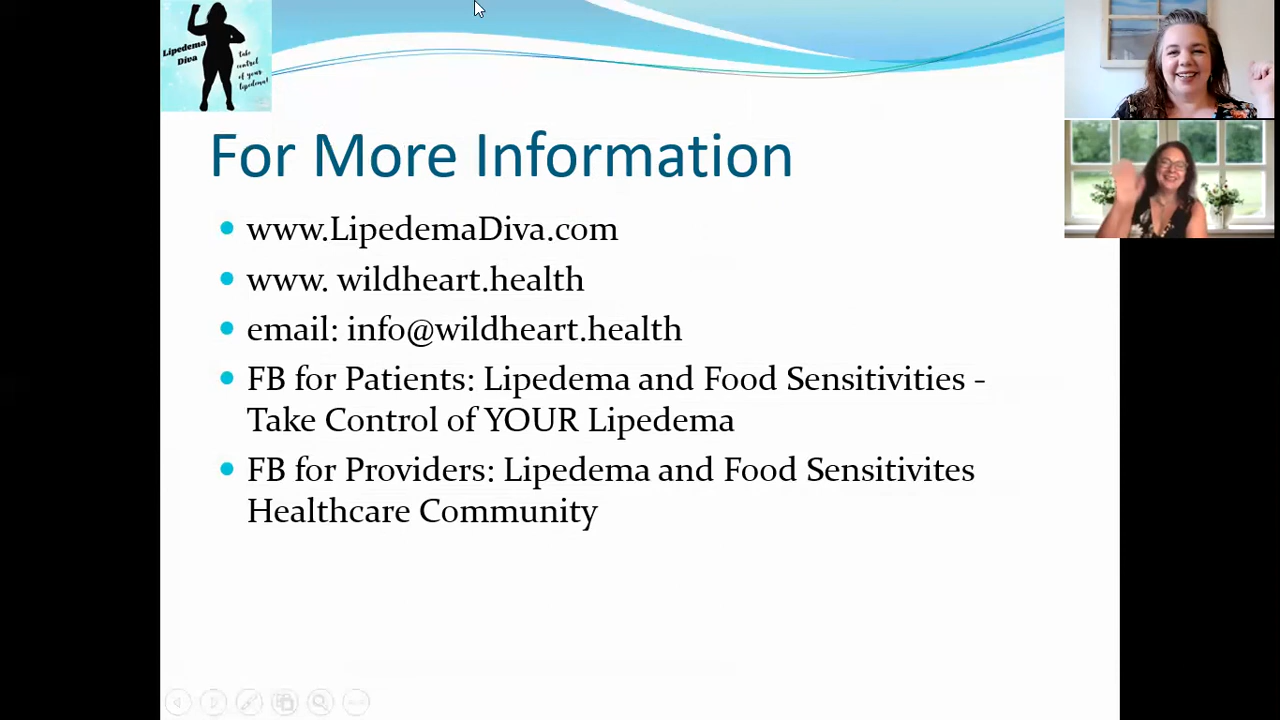 Lipedema
Diva
take
control
of your
lipedema!
For More Information
www.LipedemaDiva.com
www. wildheart.health
email: info@wildheart.health
FB for Patients: Lipedema and Food Sensitivities -
Take Control of YOUR Lipedema
FB for Providers: Lipedema and Food Sensitivites
Healthcare Community